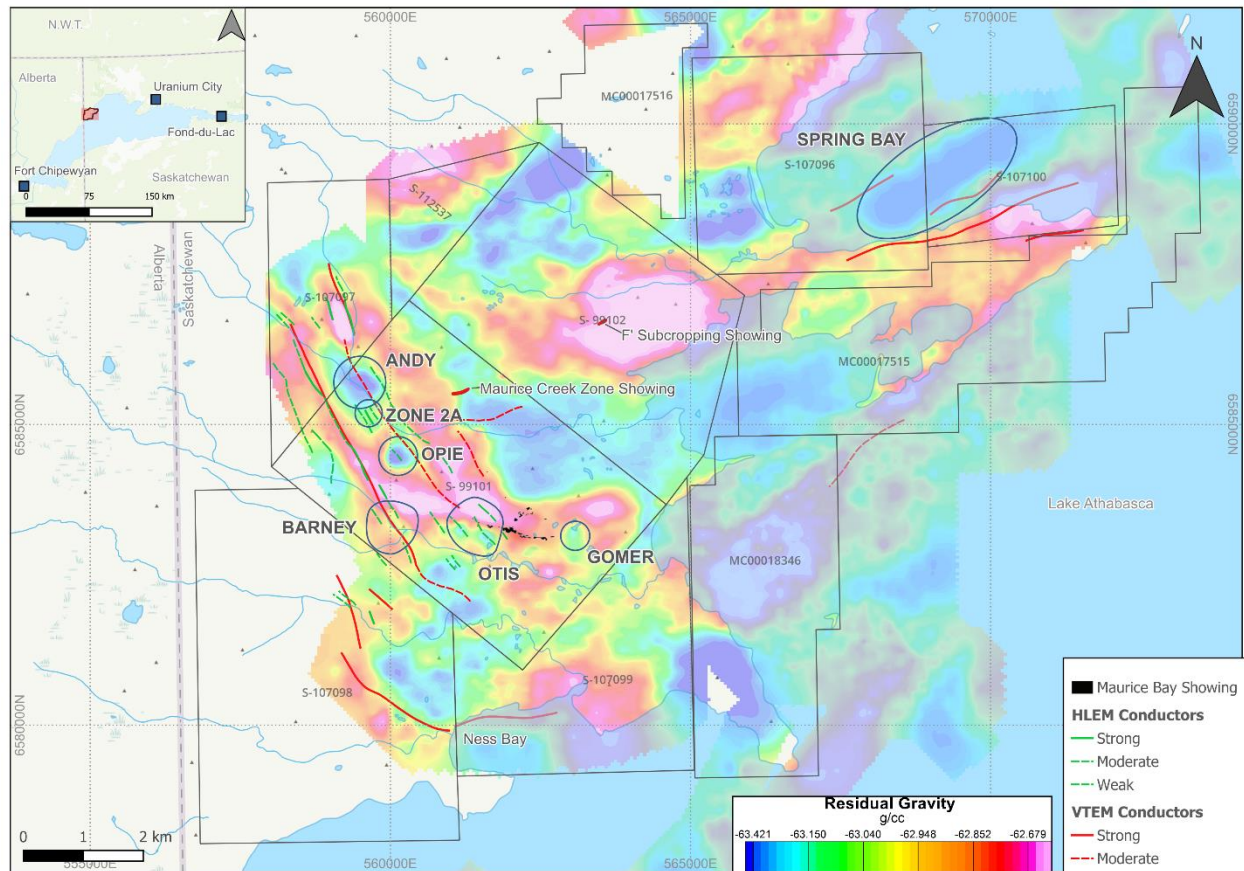 N.W.T.
Alberta
Uranium City
Fond-du-Lac
Fort Chipewyan
Saskatchewan
0 75 150 km
560000E
565000E
570000E
N
MC00017516
6590000N
SPRING BAY
S-107096
S-107100
S-112537
Alberta
Saskatchewan
S-107097
S- 99102
F' Subcropping Showing
ANDY
MC00017515
Maurice Creek Zone Showing
ZONE 2A
6585000N
6585000N
OPIE
S- 99101
Lake Athabasca
BARNEY
OTIS
GOMER
MC00018346
S-107098
S-107099
6580000N
6580000N
Ness Bay
Maurice Bay Showing
HLEM Conductors
Strong
Moderate
Weak
VTEM Conductors
Strong
Moderate
Residual Gravity
g/cc
-63.421 -63.150 -63.040 -62.948 -62.852 -62.679
0 1 2 km
555000E
560000E
565000E